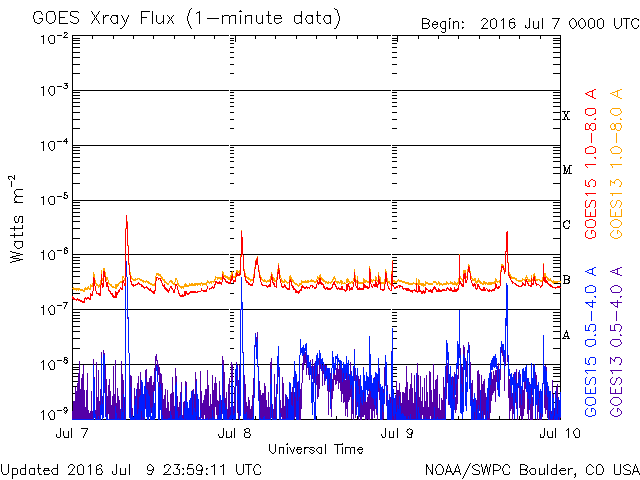 GOES Xray Flux (1-minute data)
Begin: 2016 Jul 7 0000 UTC
Watts m-2
10-2
10-3
10-4
10-5
10-6
10-7
10-8
10-9
X
M
C
B
A
GOES15 1.0-8.0 A
GOES13 1.0-8.0 A
GOES15 0.5-4.0 A
GOES13 0.5-4.0 A
Jul 7
Jul 8
Jul 9
Jul 10
Universal Time
Updated 2016 Jul 9 23:59:11 UTC
NOAA/SWPC Boulder, CO USA